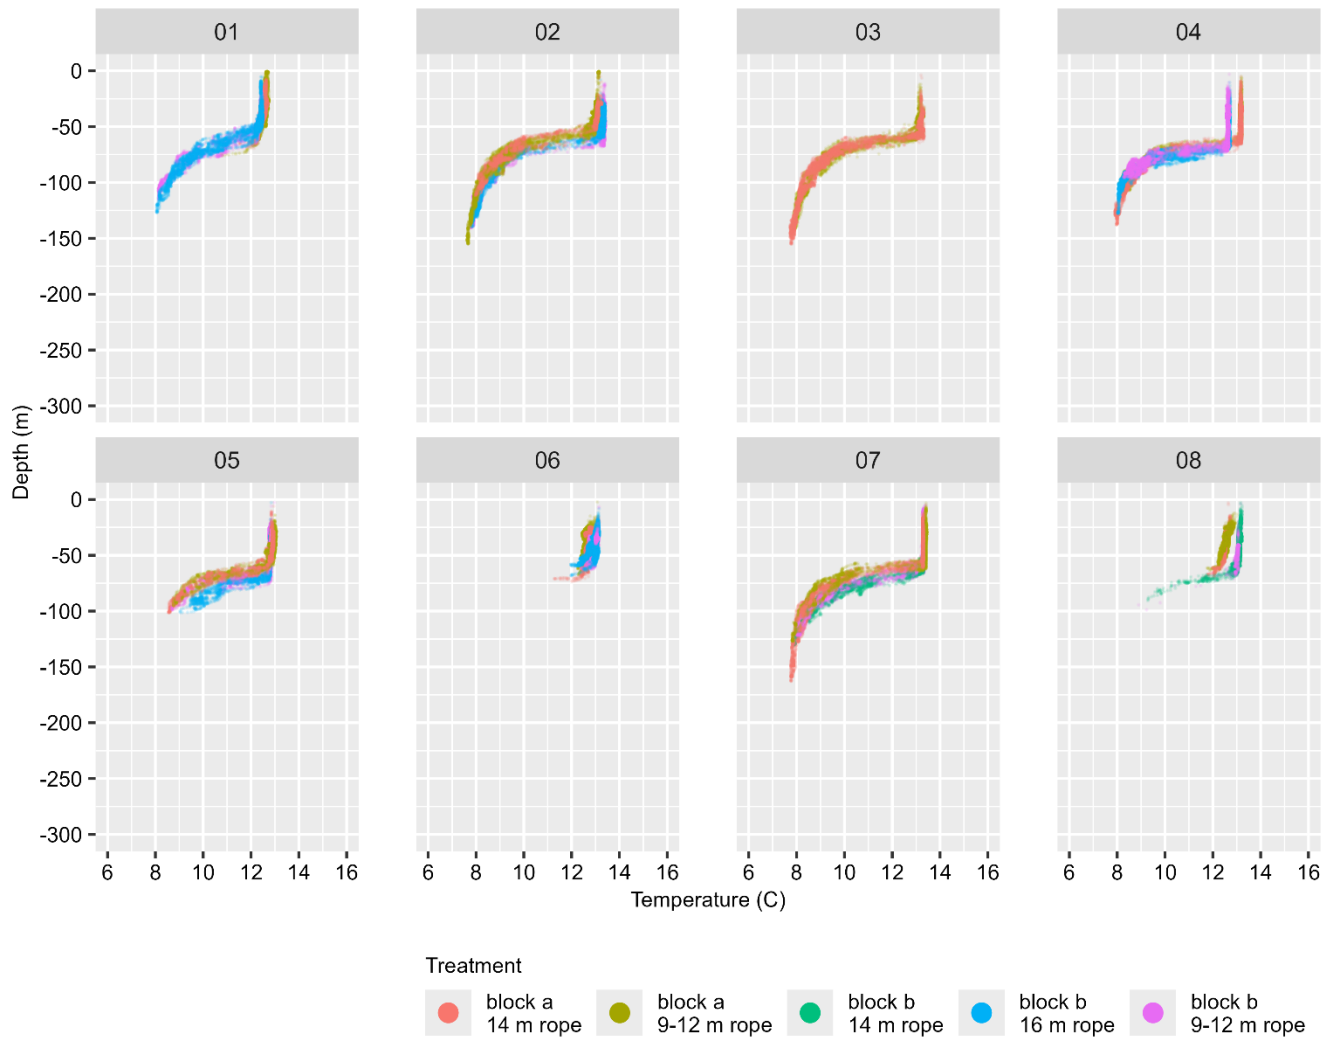 01 02 03 04
0
-50
-100
-150
-200
-250
-300
Depth (m)
05 06 07 08
0
-50
-100
-150
-200
-250
-300
6 8 10 12 14 16 6 8 10 12 14 16 6 8 10 12 14 16 6 8 10 12 14 16
Temperature (C)
Treatment
block a
14 m rope
block a
9-12 m rope
block b
14 m rope
block b
16 m rope
block b
9-12 m rope